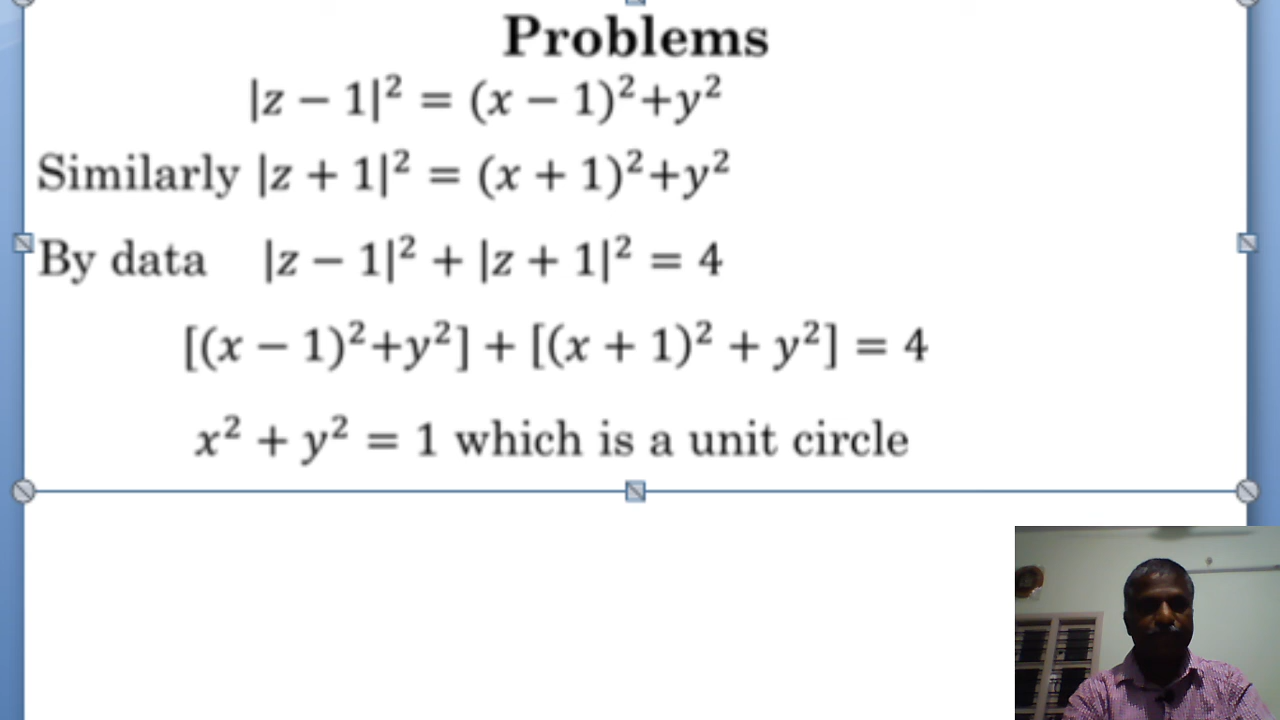 Problems
|z − 1|² = (x − 1)²+y²
Similarly |z + 1|² = (x + 1)²+y²
By data |z − 1|² + |z + 1|² = 4
[(x − 1)²+y²] + [(x + 1)² + y²] = 4
x² + y² = 1 which is a unit circle